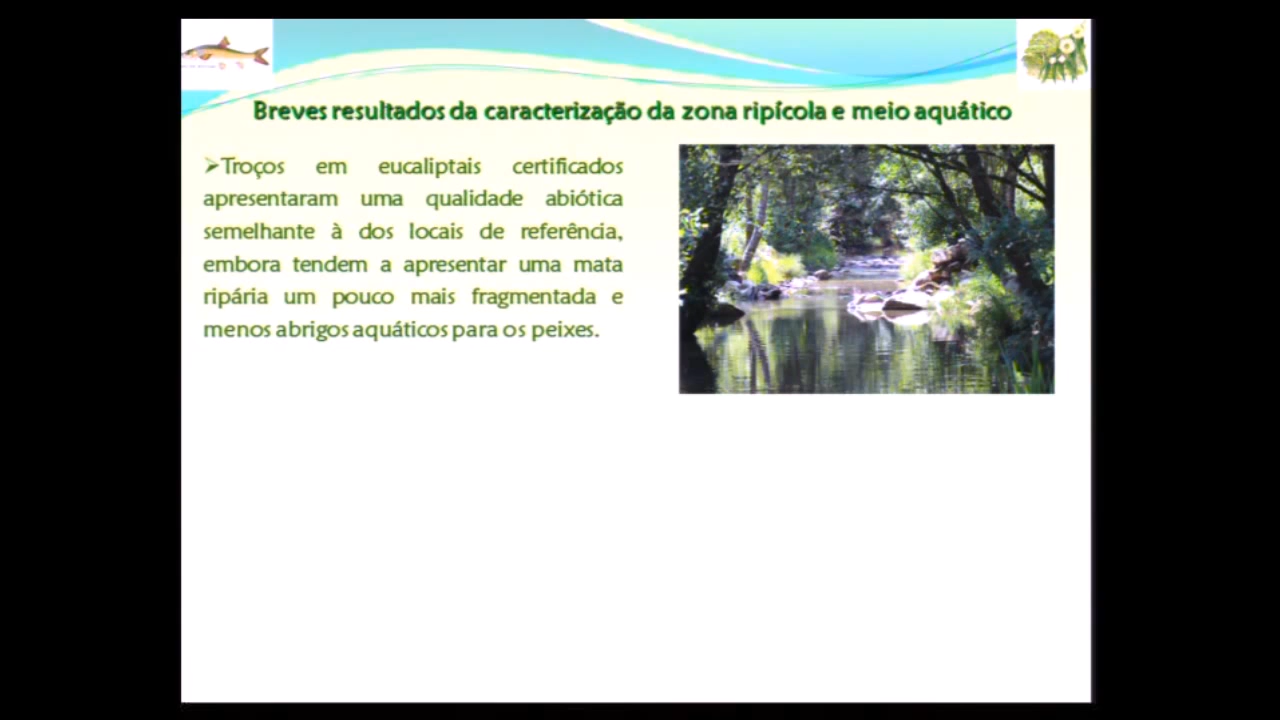 Breves resultados da caracterização da zona ripícola e meio aquático
➢Troços em eucaliptais certificados
apresentaram uma qualidade abiótica
semelhante à dos locais de referência,
embora tendem a apresentar uma mata
ripária um pouco mais fragmentada e
menos abrigos aquáticos para os peixes.